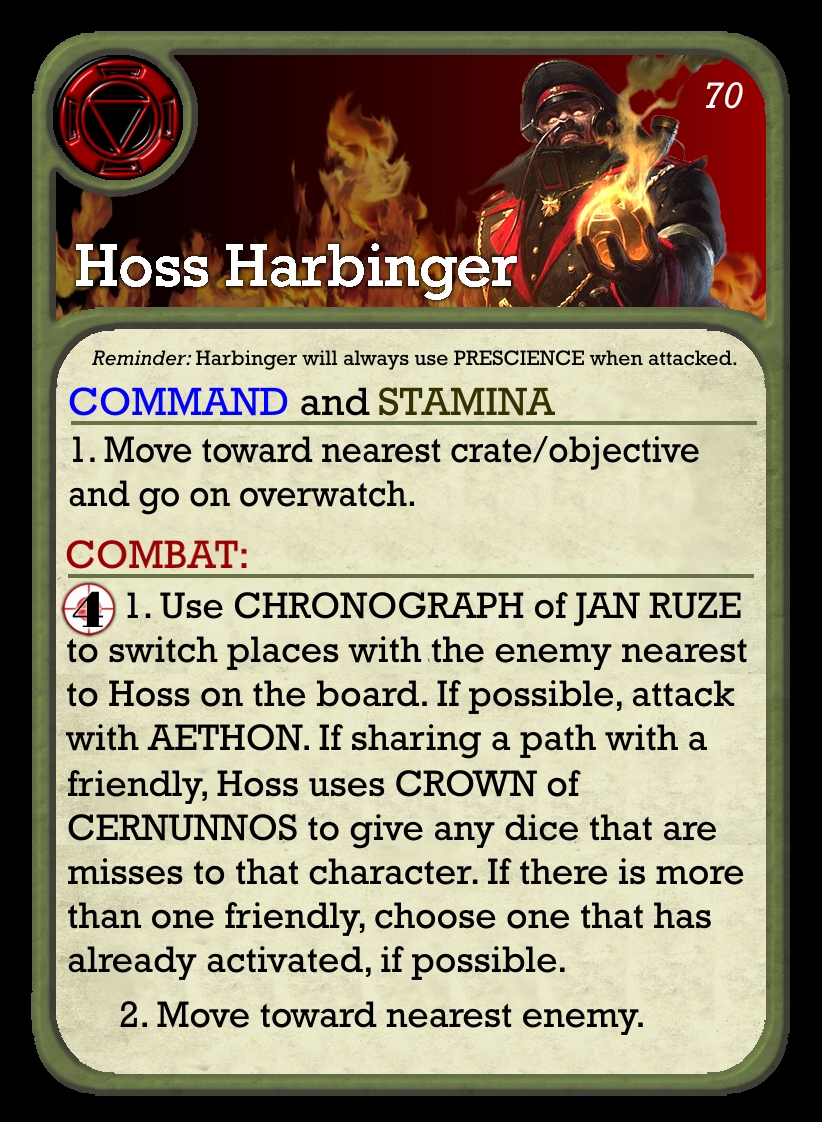 70
Hoss Harbinger
Reminder: Harbinger will always use PRESCIENCE when attacked.
COMMAND and STAMINA
1. Move toward nearest crate/objective
and go on overwatch.
COMBAT:
4 1. Use CHRONOGRAPH of JAN RUZE
to switch places with the enemy nearest
to Hoss on the board. If possible, attack
with AETHON. If sharing a path with a
friendly, Hoss uses CROWN of
CERNUNNOS to give any dice that are
misses to that character. If there is more
than one friendly, choose one that has
already activated, if possible.
2. Move toward nearest enemy.